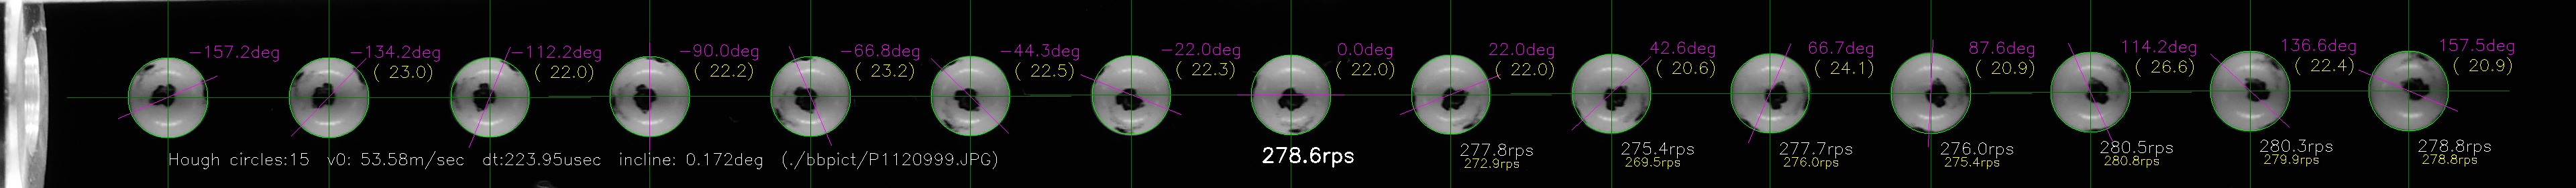 -157.2deg
-134.2deg
( 23.0)
-112.2deg
( 22.0)
-90.0deg
( 22.2)
-66.8deg
( 23.2)
-44.3deg
( 22.5)
-22.0deg
( 22.3)
0.0deg
( 22.0)
22.0deg
( 22.0)
42.6deg
( 20.6)
66.7deg
( 24.1)
87.6deg
( 20.9)
114.2deg
( 26.6)
136.6deg
( 22.4)
157.5deg
( 20.9)
Hough circles:15 v0: 53.58m/sec dt:223.95usec incline: 0.172deg (./bbpict/P1120999.JPG)
278.6rps
277.8rps
272.9rps
275.4rps
269.5rps
277.7rps
276.0rps
276.0rps
275.4rps
280.5rps
280.8rps
280.3rps
279.9rps
278.8rps
278.8rps